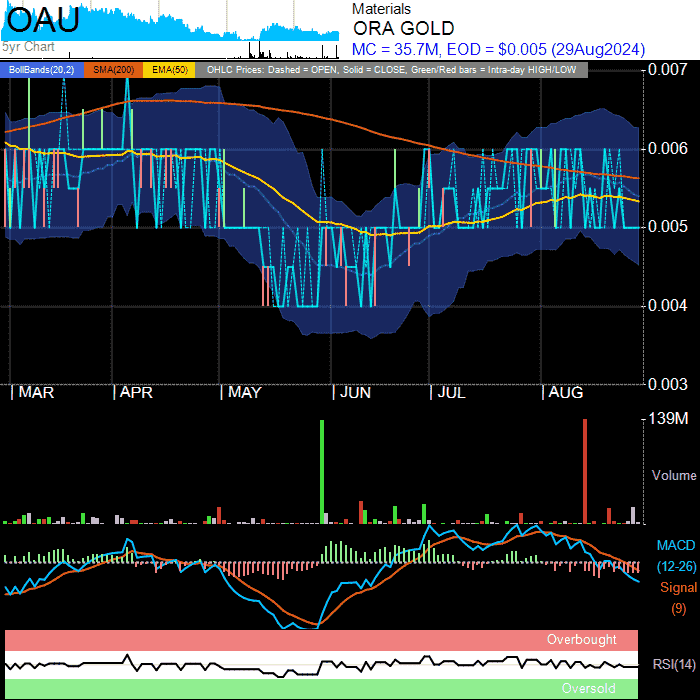 OAU
5yr Chart
Materials
ORA GOLD
MC = 35.7M, EOD = $0.005 (29Aug2024)
BollBands(20,2) SMA(200) EMA(50) OHLC Prices: Dashed = OPEN, Solid = CLOSE, Green/Red bars = Intra-day HIGH/LOW
0.007
0.006
0.005
0.004
0.003
MAR APR MAY JUN JUL AUG
139M
Volume
MACD
(12-26)
Signal
(9)
Overbought
RSI(14)
Oversold